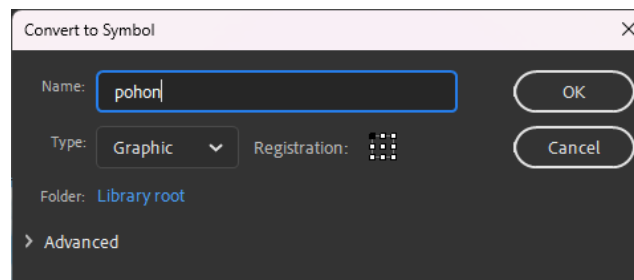 Convert to Symbol
Name: pohon OK
Type: Graphic Registration: Cancel
Folder: Library root
Advanced